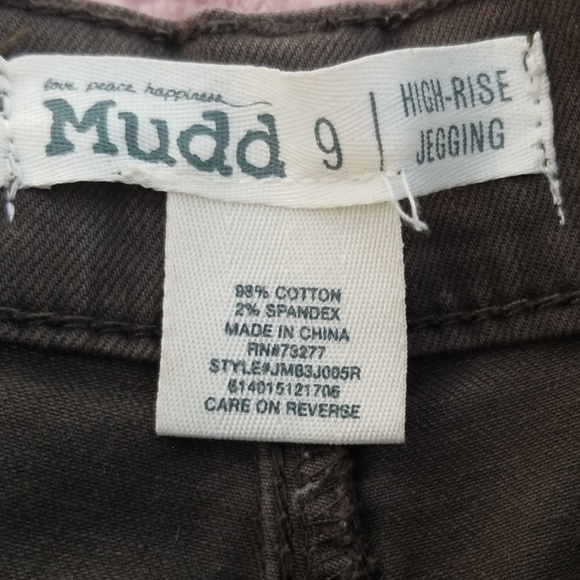 love peace happiness
Mudd 9 | HIGH-RISE
JEGGING
98% COTTON
2% SPANDEX
MADE IN CHINA
RN#73277
STYLE#JM83J005R
614015121706
CARE ON REVERSE